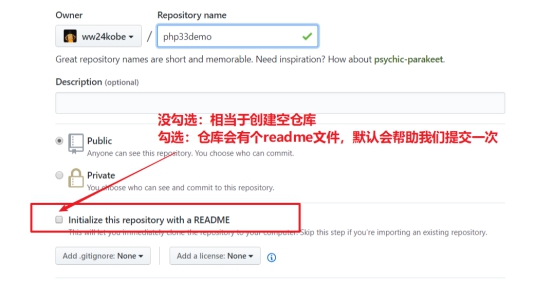 Owner
Repository name
ww24kobe
/
php33demo
Great repository names are short and memorable. Need inspiration? How about psychic-parakeet.
Description (optional)
没勾选：相当于创建空仓库
勾选：仓库会有个readme文件，默认会帮助我们提交一次
Public
Anyone can see this repository. You choose who can commit.
Private
You choose who can see and commit to this repository.
Initialize this repository with a README
This will let you immediately clone the repository to your computer. Skip this step if you're importing an existing repository.
Add .gitignore: None
Add a license: None